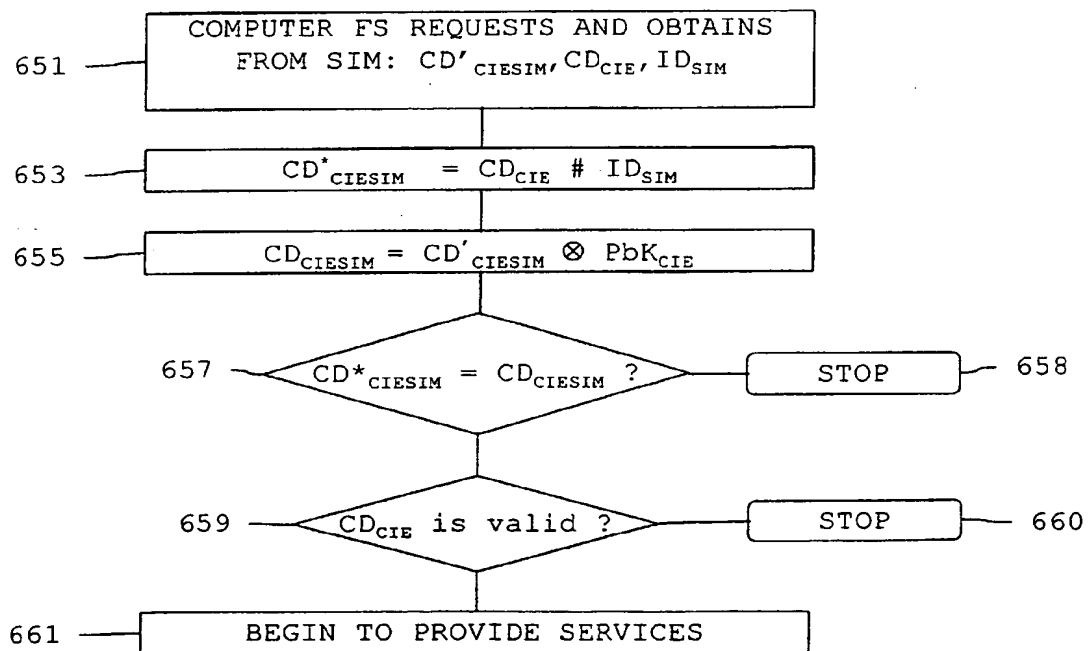 COMPUTER FS REQUESTS AND OBTAINS
651 FROM SIM: CD'CIESIM, CDCIE, IDSIM
653 CD*CIESIM = CDCIE # IDSIM
655 CDCIESIM = CD'CIESIM ⊗ PbKCIE
657 CD*CIESIM = CDCIESIM ? STOP 658
659 CDCIE is valid ? STOP 660
661 BEGIN TO PROVIDE SERVICES